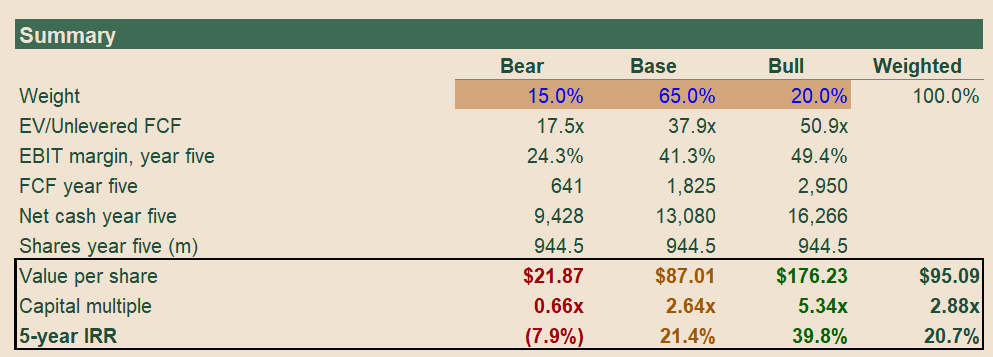 Summary
Bear Base Bull Weighted
Weight 15.0% 65.0% 20.0% 100.0%
EV/Unlevered FCF 17.5x 37.9x 50.9x
EBIT margin, year five 24.3% 41.3% 49.4%
FCF year five 641 1,825 2,950
Net cash year five 9,428 13,080 16,266
Shares year five (m) 944.5 944.5 944.5
Value per share $21.87 $87.01 $176.23 $95.09
Capital multiple 0.66x 2.64x 5.34x 2.88x
5-year IRR (7.9%) 21.4% 39.8% 20.7%